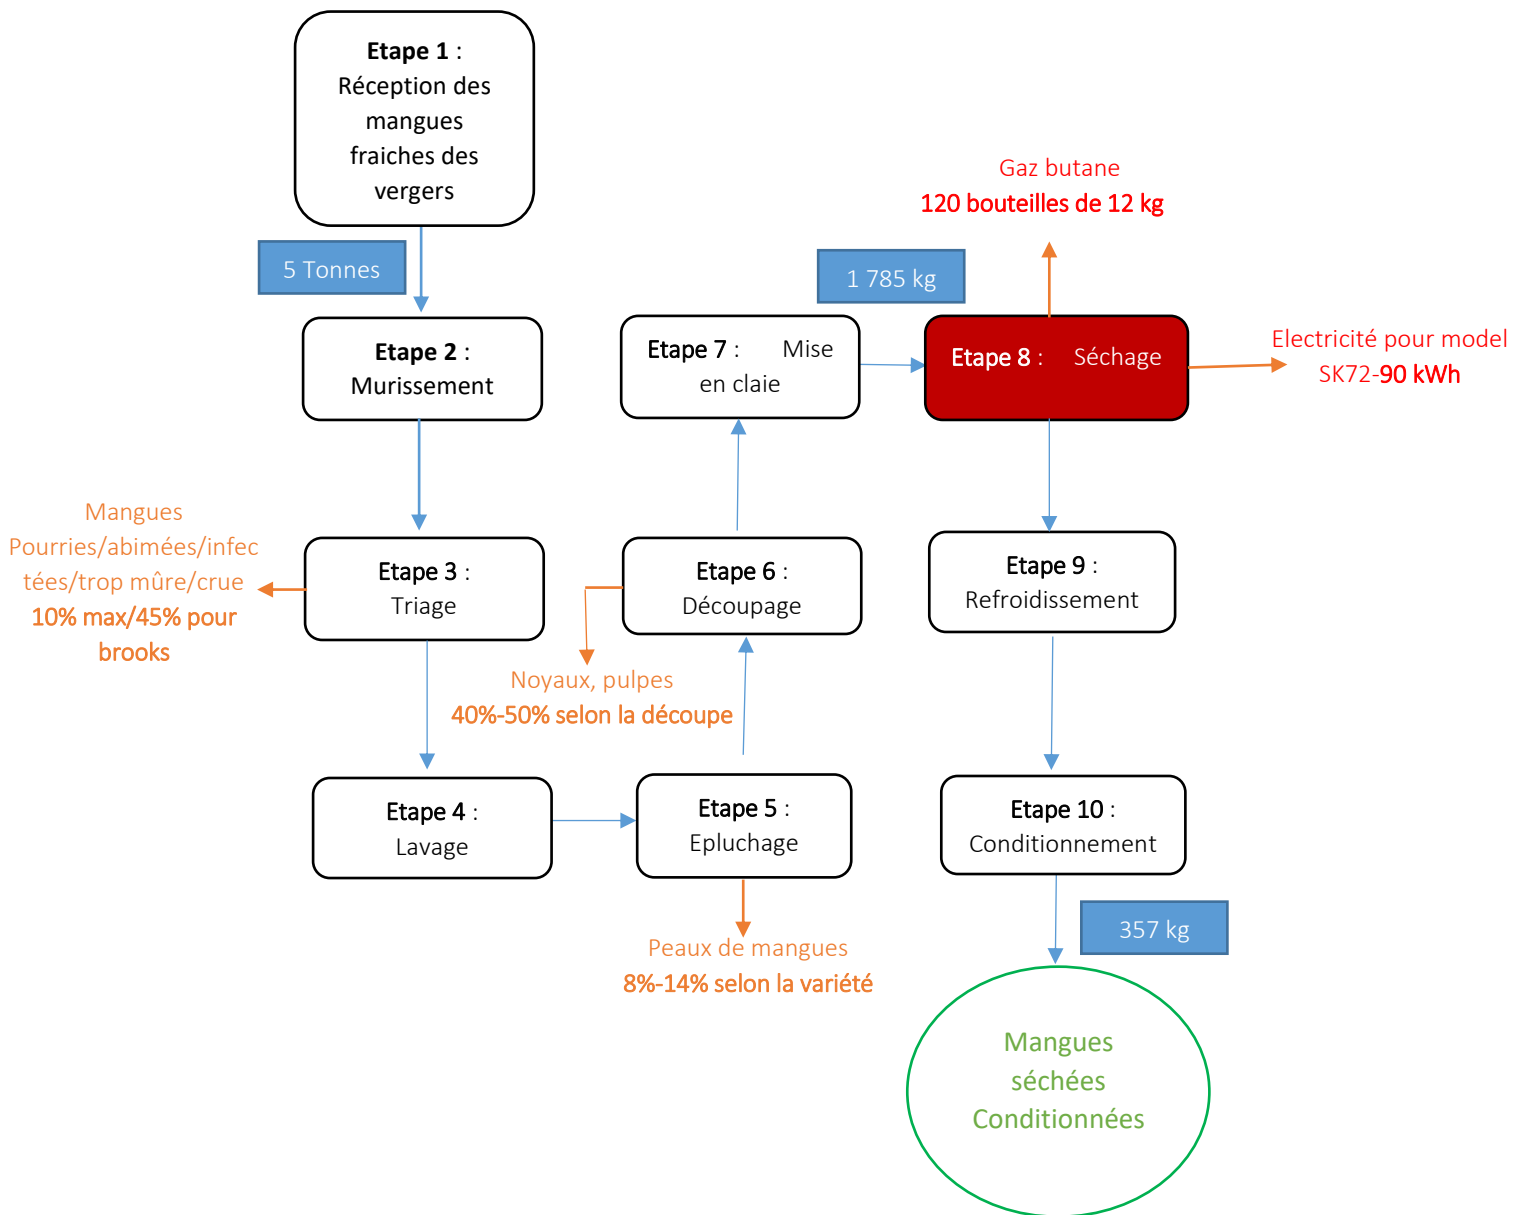 Etape 1 :
Réception des
mangues
fraiches des
vergers
5 Tonnes
Etape 2 :
Murissement
Mangues
Pourries/abimées/infec
tées/trop mûre/crue
10% max/45% pour
brooks
Etape 3 :
Triage
Etape 4 :
Lavage
Etape 5 :
Epluchage
Peaux de mangues
8%-14% selon la variété
Etape 6 :
Découpage
Noyaux, pulpes
40%-50% selon la découpe
Etape 7 : Mise
en claie
1 785 kg
Etape 8 : Séchage
Gaz butane
120 bouteilles de 12 kg
Electricité pour model
SK72-90 kWh
Etape 9 :
Refroidissement
Etape 10 :
Conditionnement
357 kg
Mangues
séchées
Conditionnées